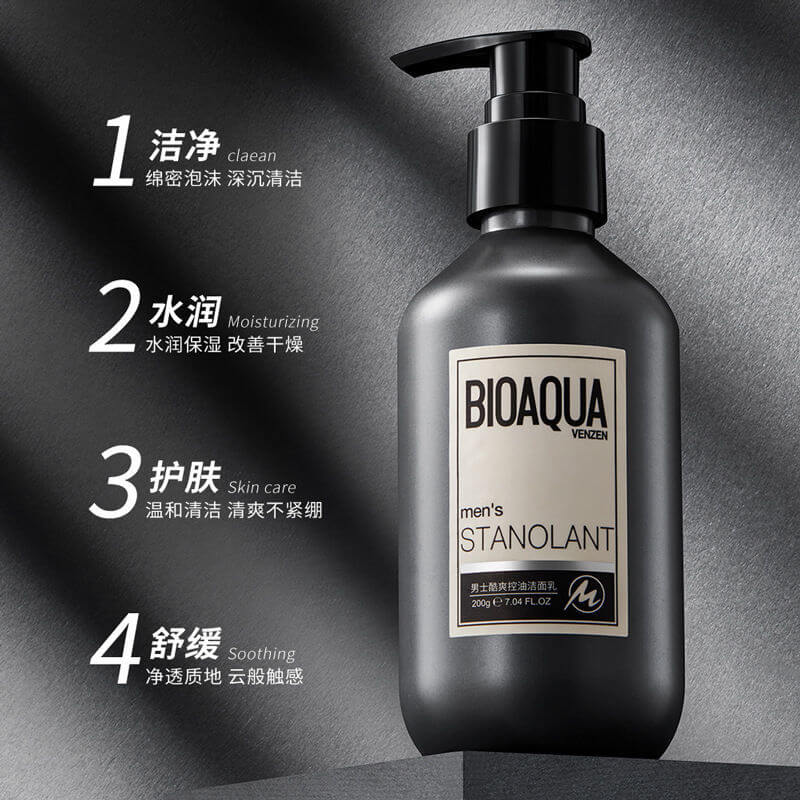 1 洁净 claean
绵密泡沫 深沉清洁
2 水润 Moisturizing
水润保湿 改善干燥
3 护肤 Skin care
温和清洁 清爽不紧绷
4 舒缓 Soothing
净透质地 云般触感
BIOAQUA
VENZEN
men's
STANOLANT
男士酷爽控油洁面乳
200g ℮ 7.04 FL.OZ
M